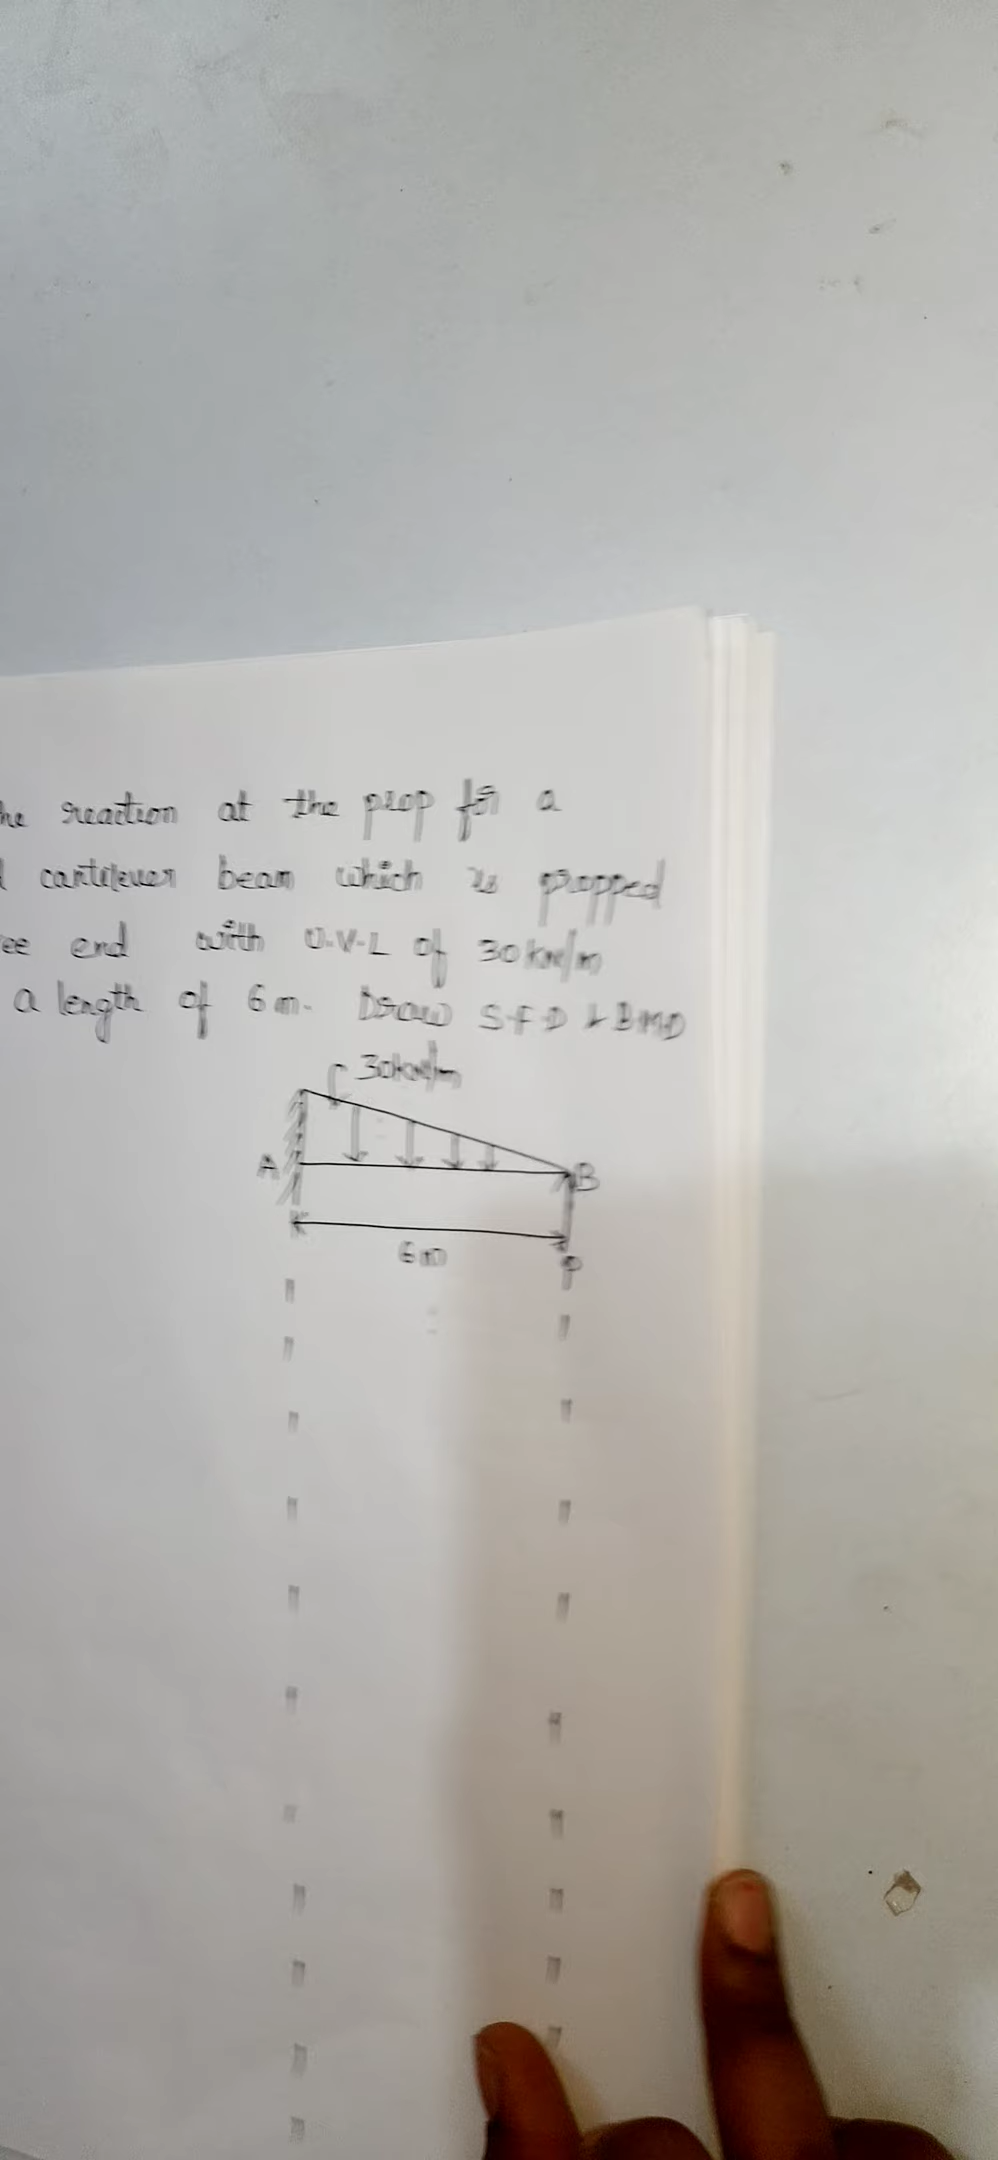 he reaction at the prop for a
d cantilever beam which is propped
ee end with U.V.L of 30 kN/m
a length of 6 m. Draw S.F.D & B.M.D
30kN/m
A
B
6m
P